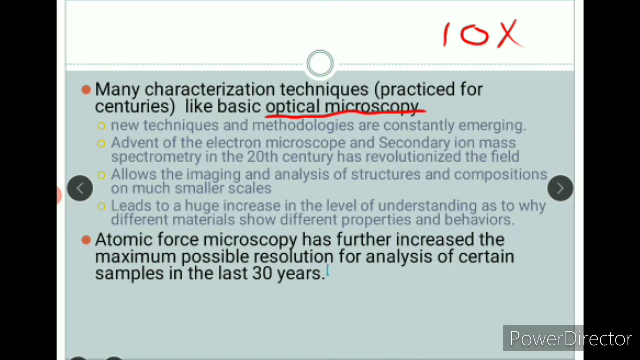 10X
Many characterization techniques (practiced for
centuries) like basic optical microscopy
new techniques and methodologies are constantly emerging.
Advent of the electron microscope and Secondary ion mass
spectrometry in the 20th century has revolutionized the field
Allows the imaging and analysis of structures and compositions
on much smaller scales
Leads to a huge increase in the level of understanding as to why
different materials show different properties and behaviors.
Atomic force microscopy has further increased the
maximum possible resolution for analysis of certain
samples in the last 30 years.[
PowerDirector